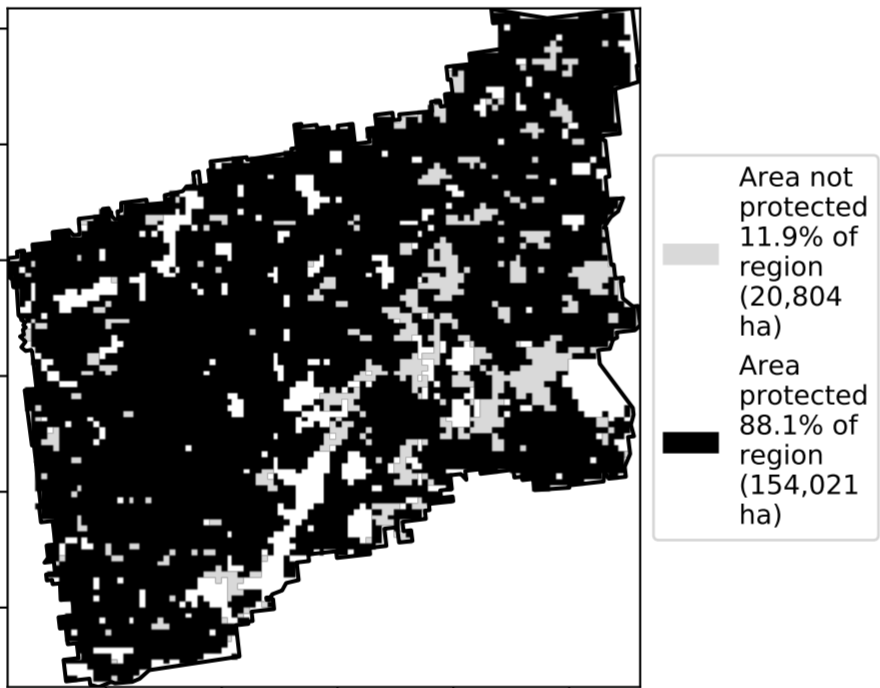 Area not
protected
11.9% of
region
(20,804
ha)
Area
protected
88.1% of
region
(154,021
ha)